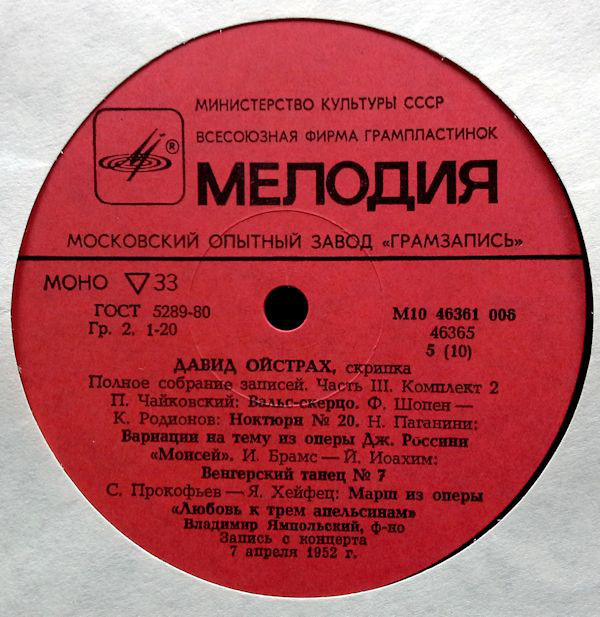 МИНИСТЕРСТВО КУЛЬТУРЫ СССР
ВСЕСОЮЗНАЯ ФИРМА ГРАМПЛАСТИНОК
®
МЕЛОДИЯ
МОСКОВСКИЙ ОПЫТНЫЙ ЗАВОД «ГРАМЗАПИСЬ»
МОНО ▽ 33
ГОСТ 5289-80
Гр. 2. 1-20
М10 46361 006
46365
5 (10)
ДАВИД ОЙСТРАХ, скрипка
Полное собрание записей. Часть III. Комплект 2
П. Чайковский: Вальс-скерцо. Ф. Шопен —
К. Родионов: Ноктюрн № 20. Н. Паганини:
Вариации на тему из оперы Дж. Россини
«Моисей». И. Брамс — Й. Иоахим:
Венгерский танец № 7
С. Прокофьев — Я. Хейфец: Марш из оперы
«Любовь к трем апельсинам»
Владимир Ямпольский, ф-но
Запись с концерта
7 апреля 1952 г.